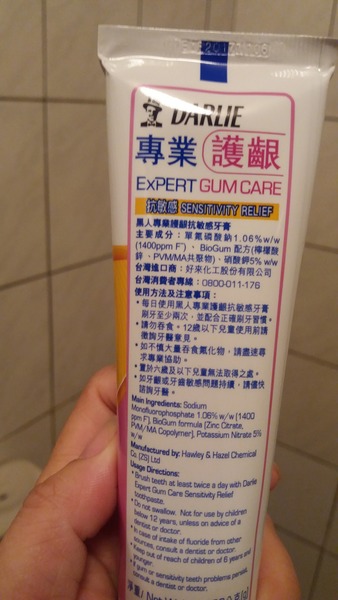 DARLIE
專業 護齦
EXPERT GUM CARE
抗敏感 SENSITIVITY RELIEF
黑人專業護齦抗敏感牙膏
主要成分：單氟磷酸鈉1.06%w/w
(1400ppm F⁻)、BioGum 配方(檸檬酸
鋅、PVM/MA共聚物)、硝酸鉀5% w/w
台灣進口商：好來化工股份有限公司
台灣消費者專線：0800-011-176
使用方法及注意事項：
• 每日使用黑人專業護齦抗敏感牙膏
刷牙至少兩次，並配合正確刷牙習慣。
• 請勿吞食。12歲以下兒童使用前請
徵詢牙醫意見。
• 如不慎大量吞食氟化物，請盡速尋
求專業協助。
• 置於六歲及以下兒童無法取得之處。
• 如牙齦或牙齒敏感問題持續，請儘快
諮詢牙醫。
Main Ingredients: Sodium
Monofluorophosphate 1.06% w/w (1400
ppm F⁻), BioGum formula (Zinc Citrate,
PVM/MA Copolymer), Potassium Nitrate 5%
w/w
Manufactured by: Hawley & Hazel Chemical
Co. (ZS) Ltd
Usage Directions:
• Brush teeth at least twice a day with Darlie
Expert Gum Care Sensitivity Relief
toothpaste.
• Do not swallow. Not for use by children
below 12 years, unless on advice of a
dentist or doctor.
• In case of intake of fluoride from other
sources, consult a dentist or doctor.
• Keep out of reach of children of 6 years and
younger.
• If gum or sensitivity teeth problems persist,
consult a dentist or doctor.
淨重/Net